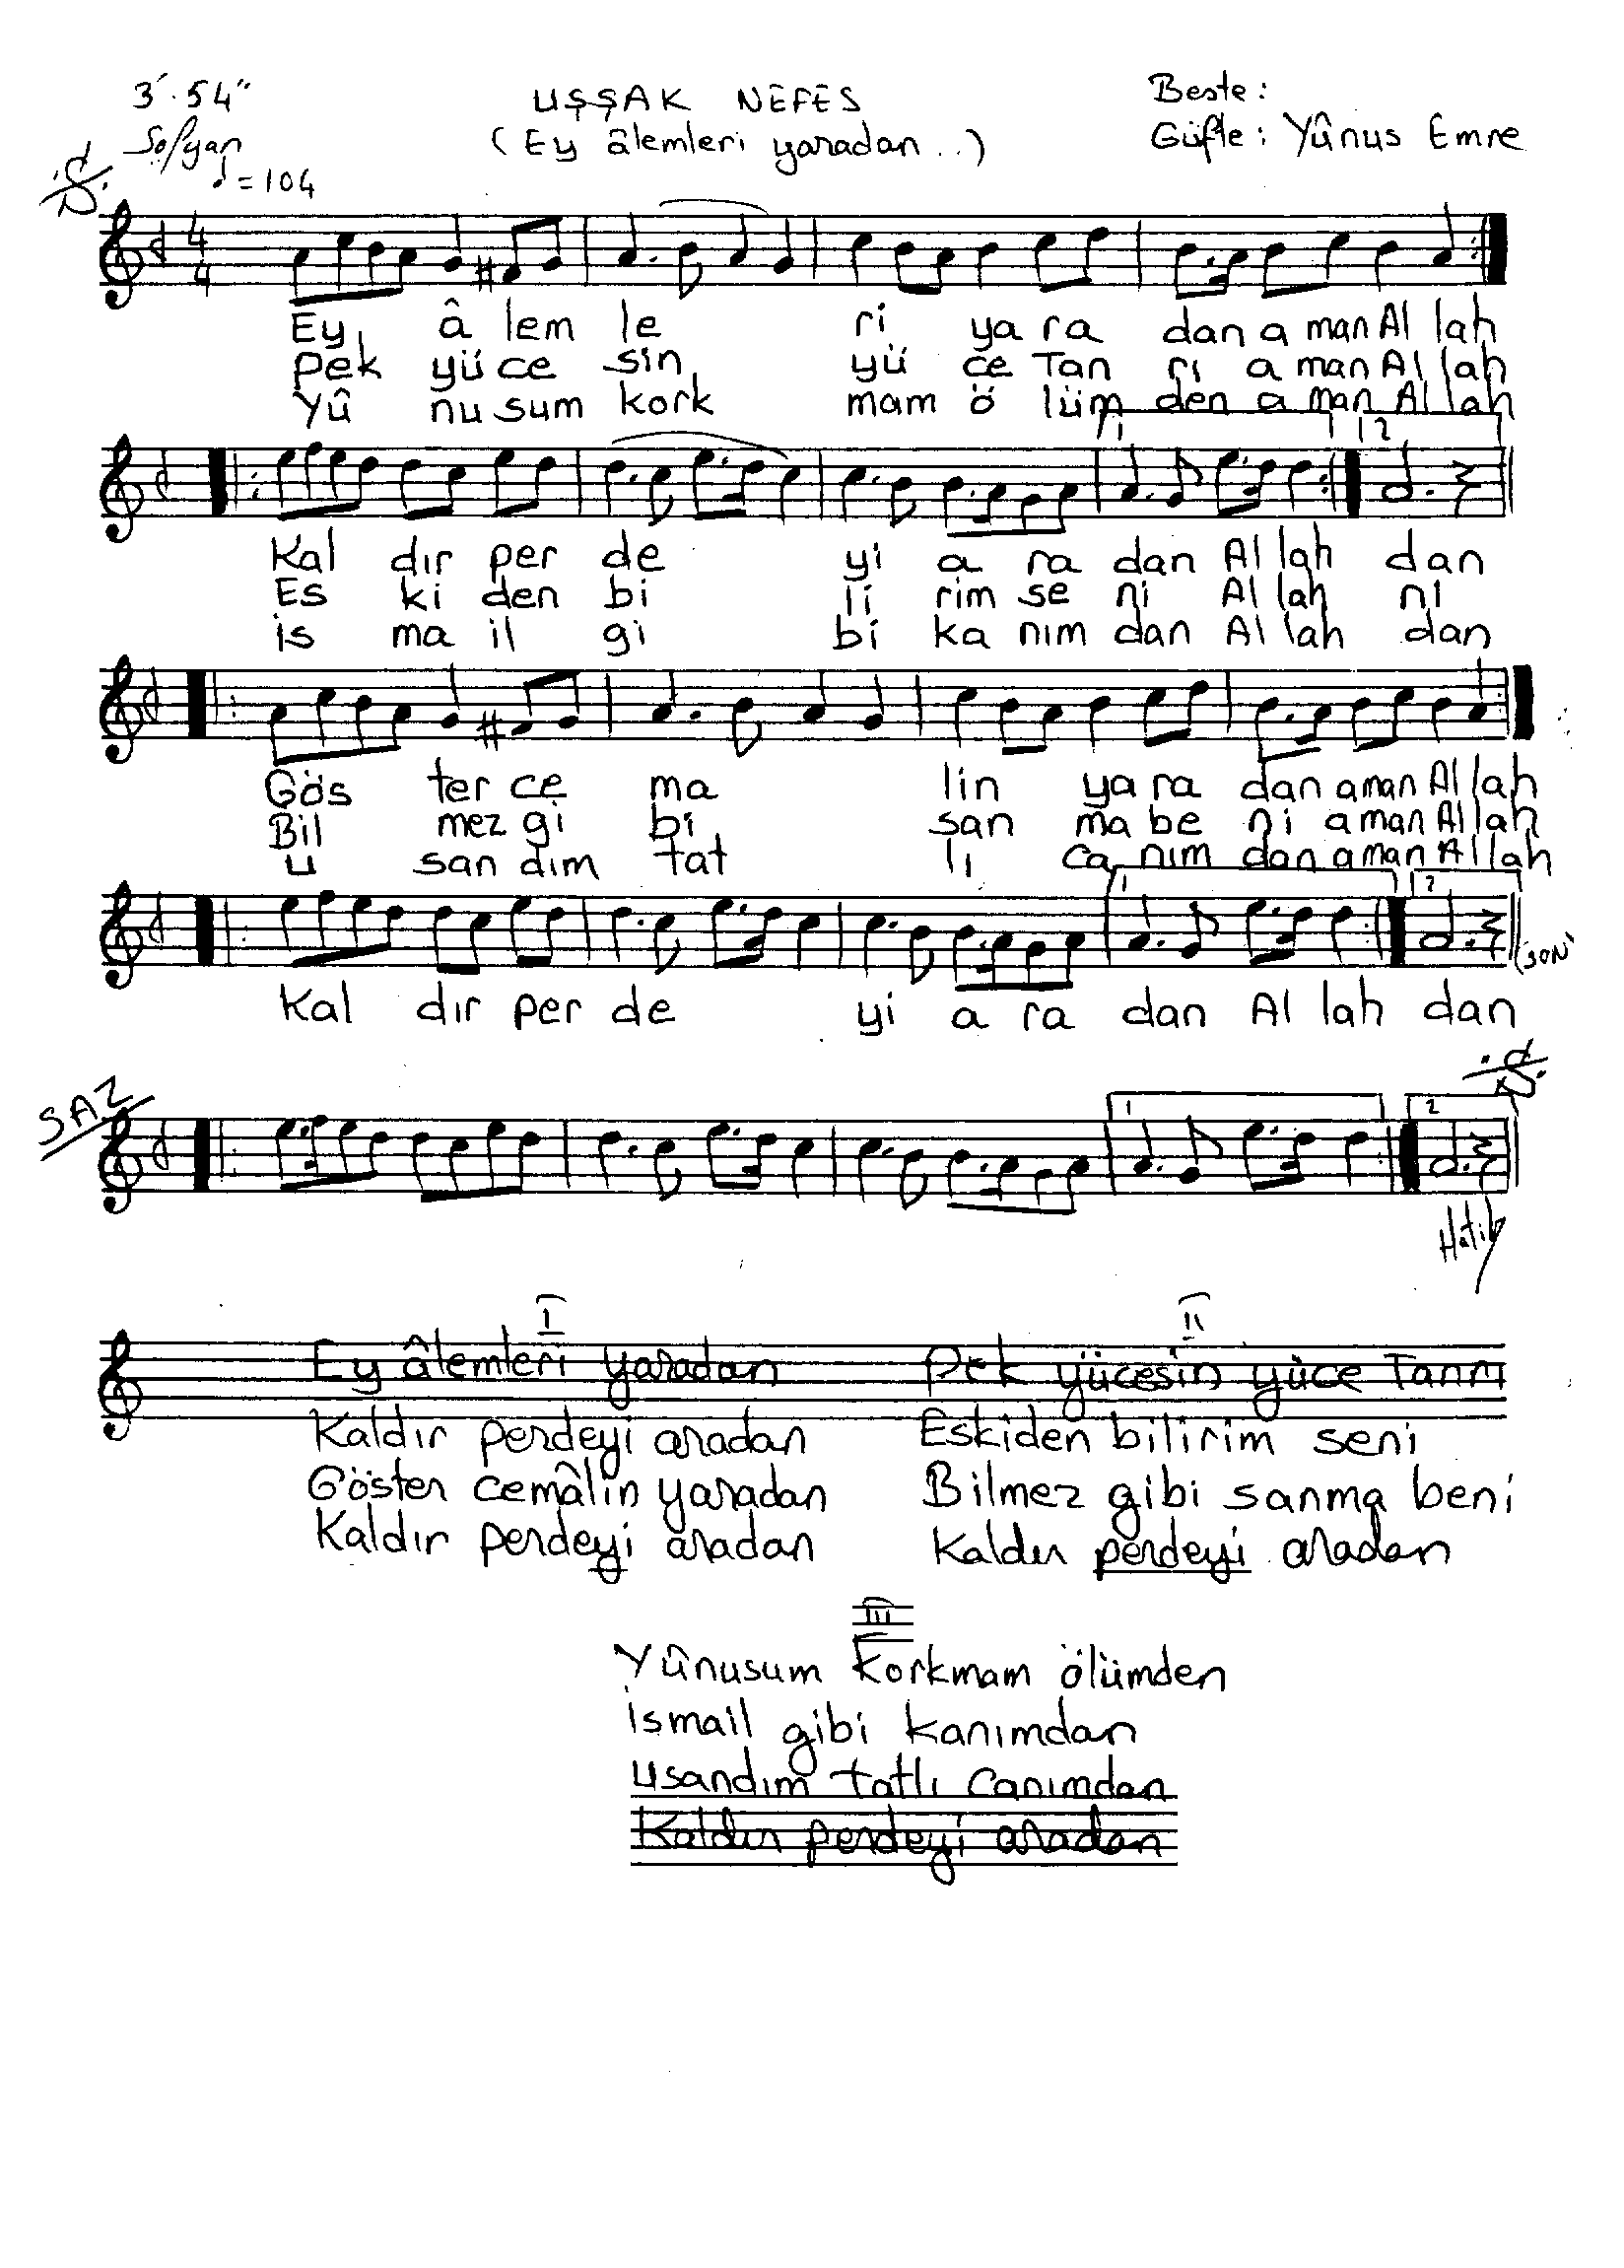 3'.54" UŞŞAK NEFES Beste:
Sofyan (Ey âlemleri yaradan..) Güfte: Yûnus Emre
♩=104
4
4
Ey â lem le ri ya ra dan a man Al lah
Pek yü ce sin yü ce Tan rı a man Al lah
Yû nu sum kork mam ö lüm den a man Al lah
1 2
Kal dır per de yi a ra dan Al lah dan
Es ki den bi li rim se ni Al lah ni
is ma il gi bi ka nım dan Al lah dan
Gös ter ce ma lin ya ra dan a man Al lah
Bil mez gi bi san ma be ni a man Al lah
u san dım tat lı ca nım dan a man Al lah
1 2
(SON)
Kal dır per de yi a ra dan Al lah dan
SAZ
1 2
Hatib
I II
Ey âlemleri yaradan Pek yücesin yüce Tanrı
Kaldır perdeyi aradan Eskiden bilirim seni
Göster cemâlin yaradan Bilmez gibi sanma beni
Kaldır perdeyi aradan Kaldır perdeyi aradan
III
Yûnusum Korkmam ölümden
ismail gibi kanımdan
usandım tatlı canımdan
Kaldır perdeyi aradan